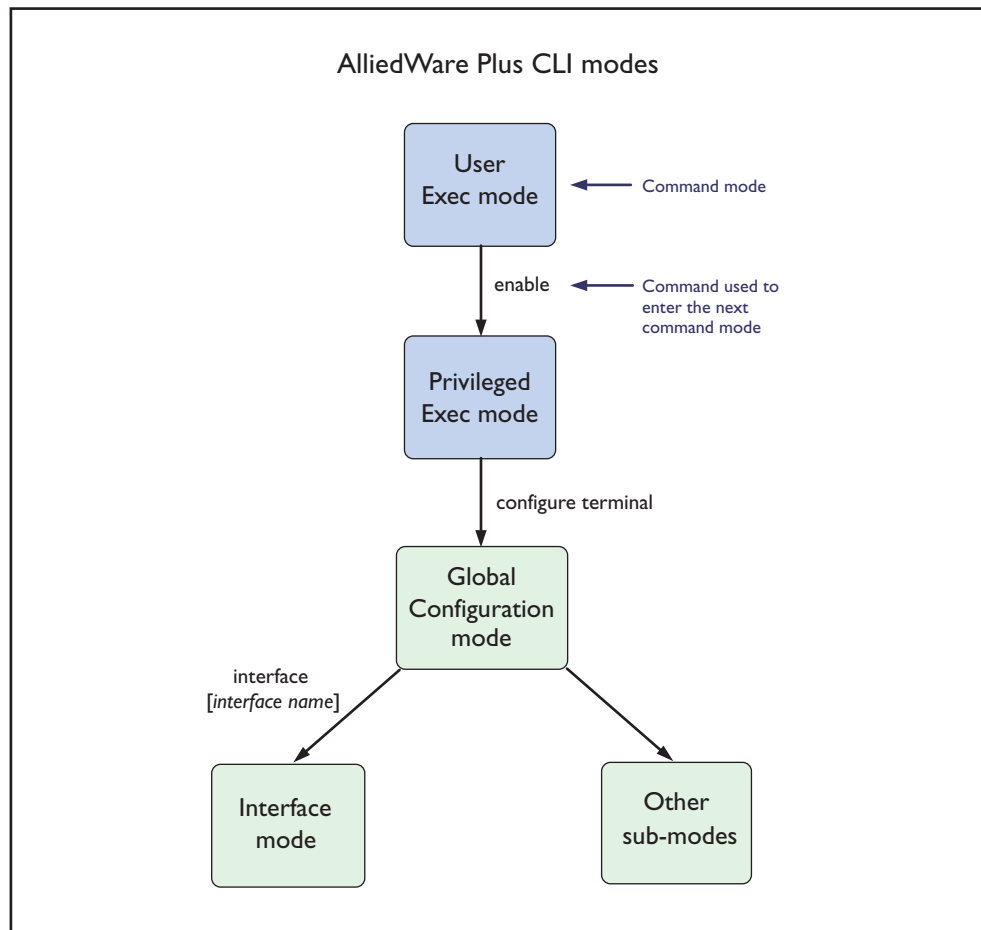 AlliedWare Plus CLI modes
User
Exec mode
Command mode
enable
Command used to
enter the next
command mode
Privileged
Exec mode
configure terminal
Global
Configuration
mode
interface
[interface name]
Interface
mode
Other
sub-modes